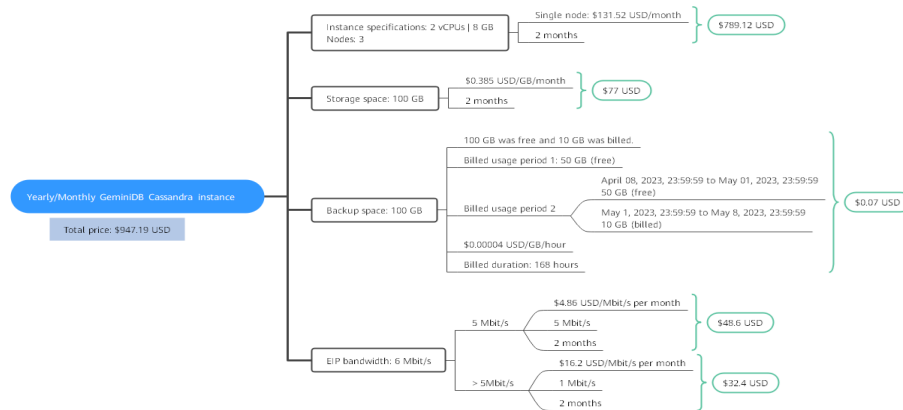 Yearly/Monthly GeminiDB Cassandra instance
Total price: $947.19 USD
Instance specifications: 2 vCPUs | 8 GB
Nodes: 3
Single node: $131.52 USD/month
2 months
$789.12 USD
Storage space: 100 GB
$0.385 USD/GB/month
2 months
$77 USD
Backup space: 100 GB
100 GB was free and 10 GB was billed.
Billed usage period 1: 50 GB (free)
Billed usage period 2
April 08, 2023, 23:59:59 to May 01, 2023, 23:59:59
50 GB (free)
May 1, 2023, 23:59:59 to May 8, 2023, 23:59:59
10 GB (billed)
$0.00004 USD/GB/hour
Billed duration: 168 hours
$0.07 USD
EIP bandwidth: 6 Mbit/s
5 Mbit/s
$4.86 USD/Mbit/s per month
5 Mbit/s
2 months
$48.6 USD
> 5Mbit/s
$16.2 USD/Mbit/s per month
1 Mbit/s
2 months
$32.4 USD